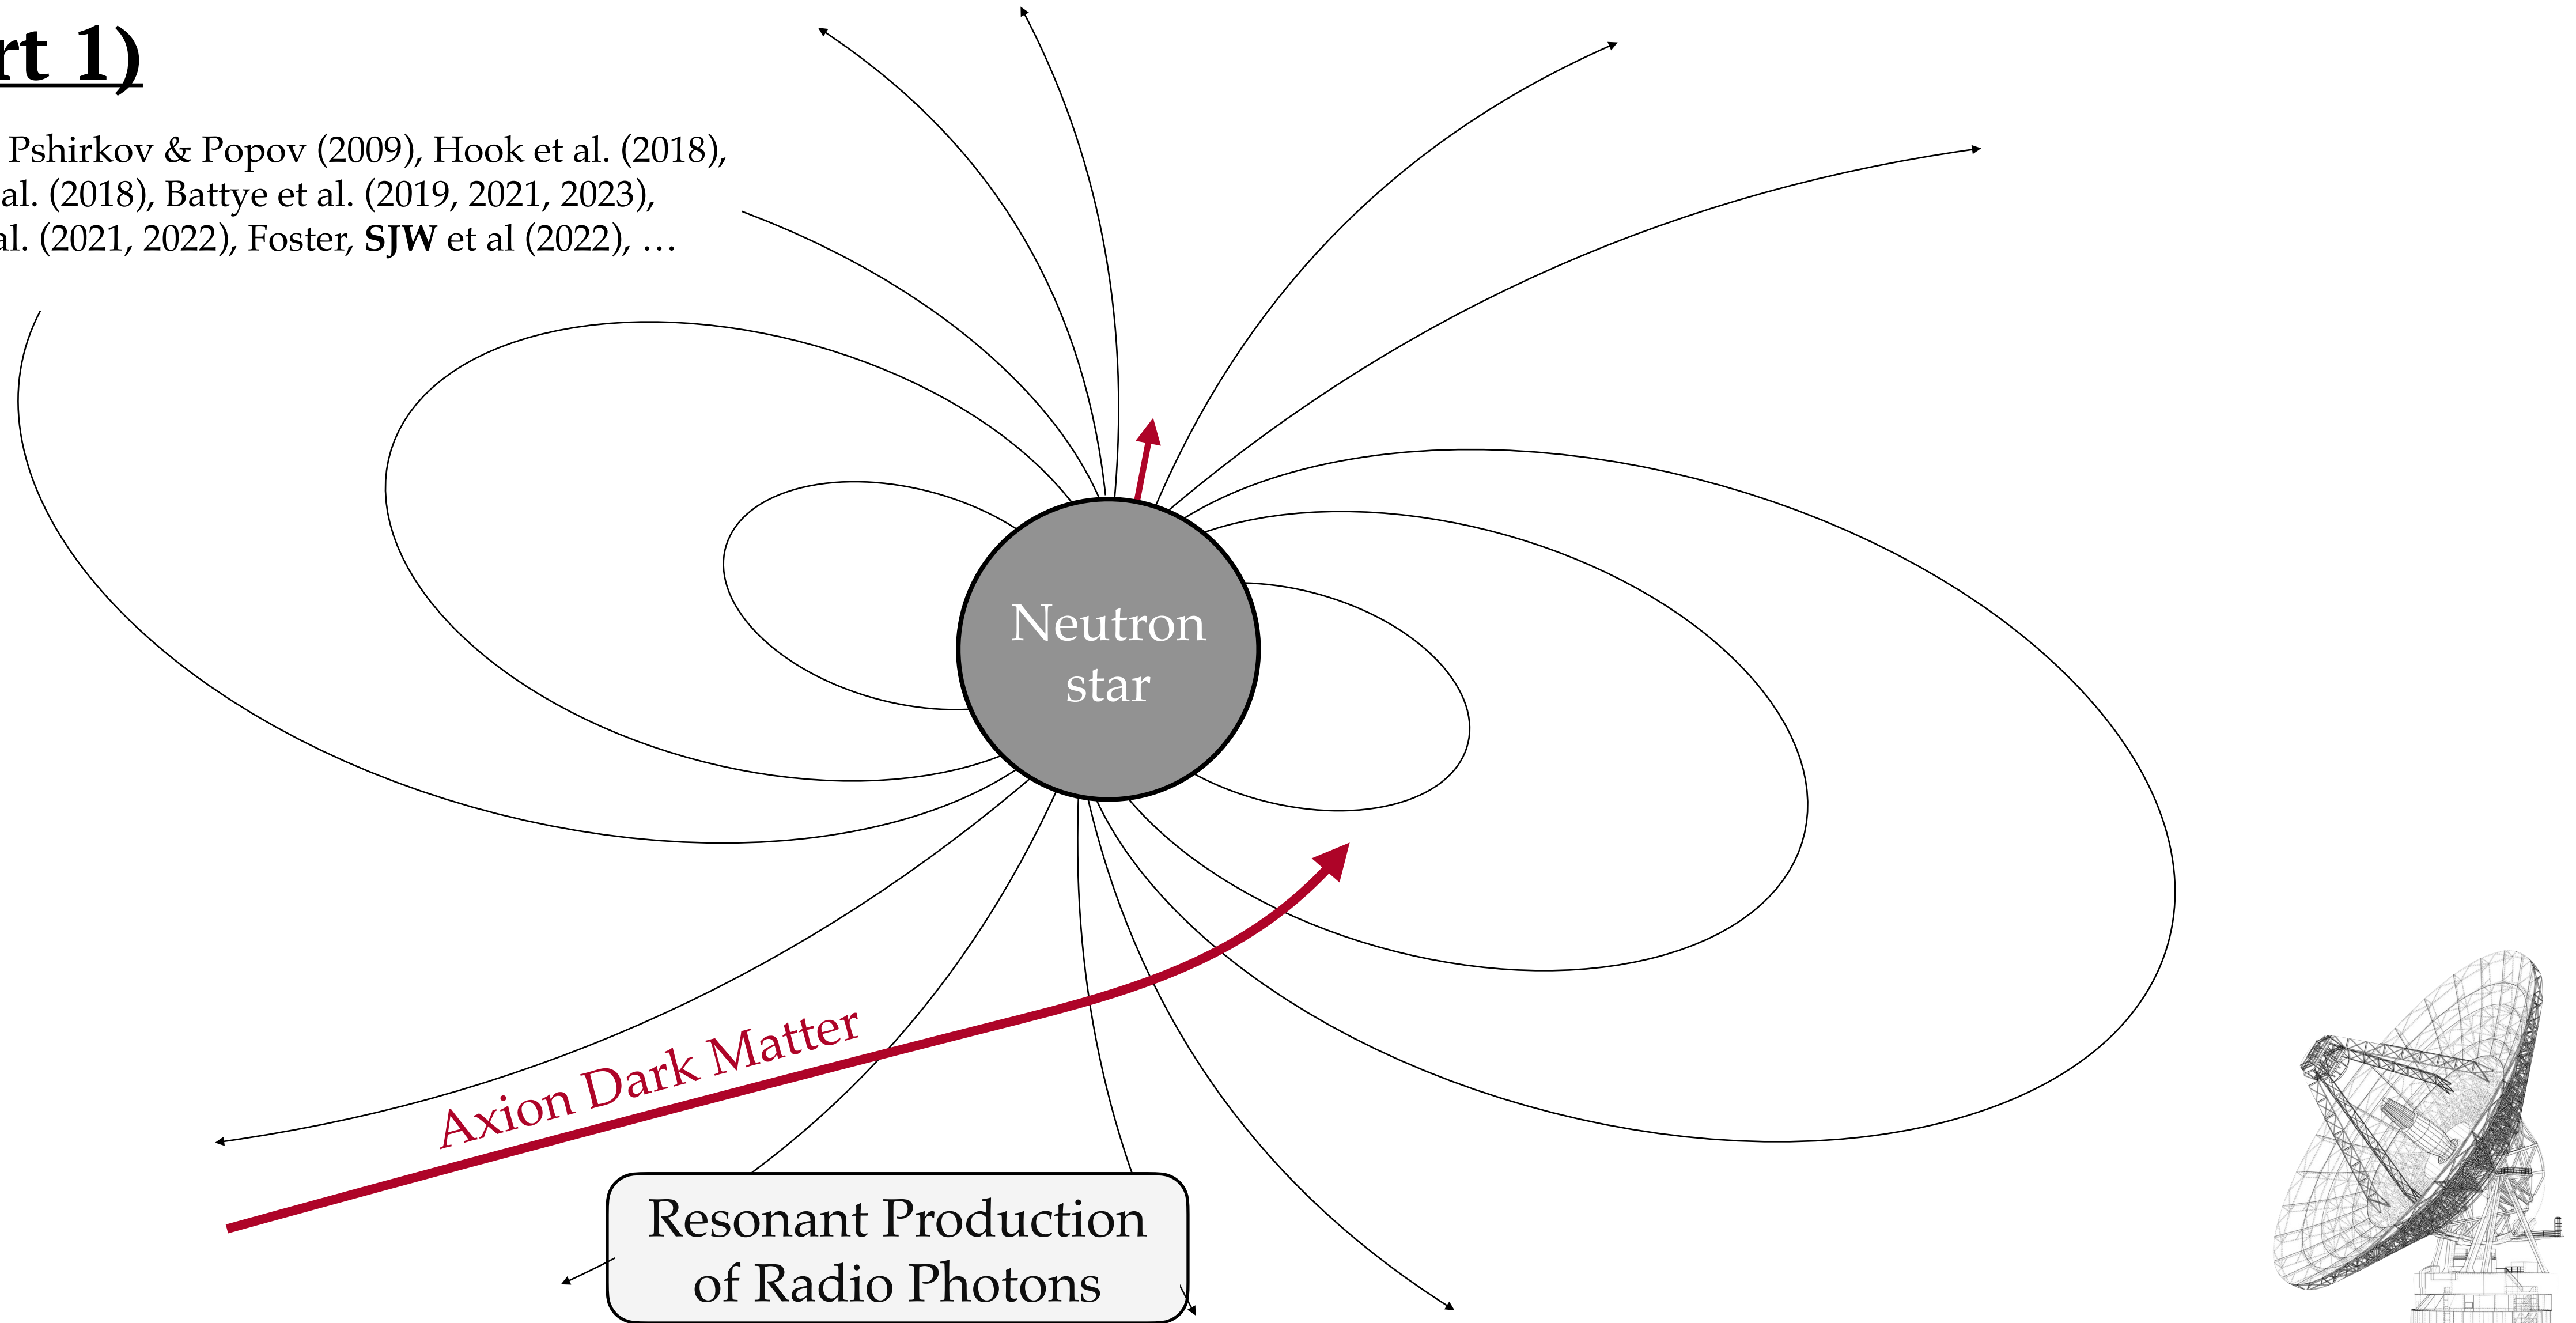 rt 1)
Pshirkov & Popov (2009), Hook et al. (2018),
al. (2018), Battye et al. (2019, 2021, 2023),
al. (2021, 2022), Foster, SJW et al (2022), …
Neutron
star
Axion Dark Matter
Resonant Production
of Radio Photons